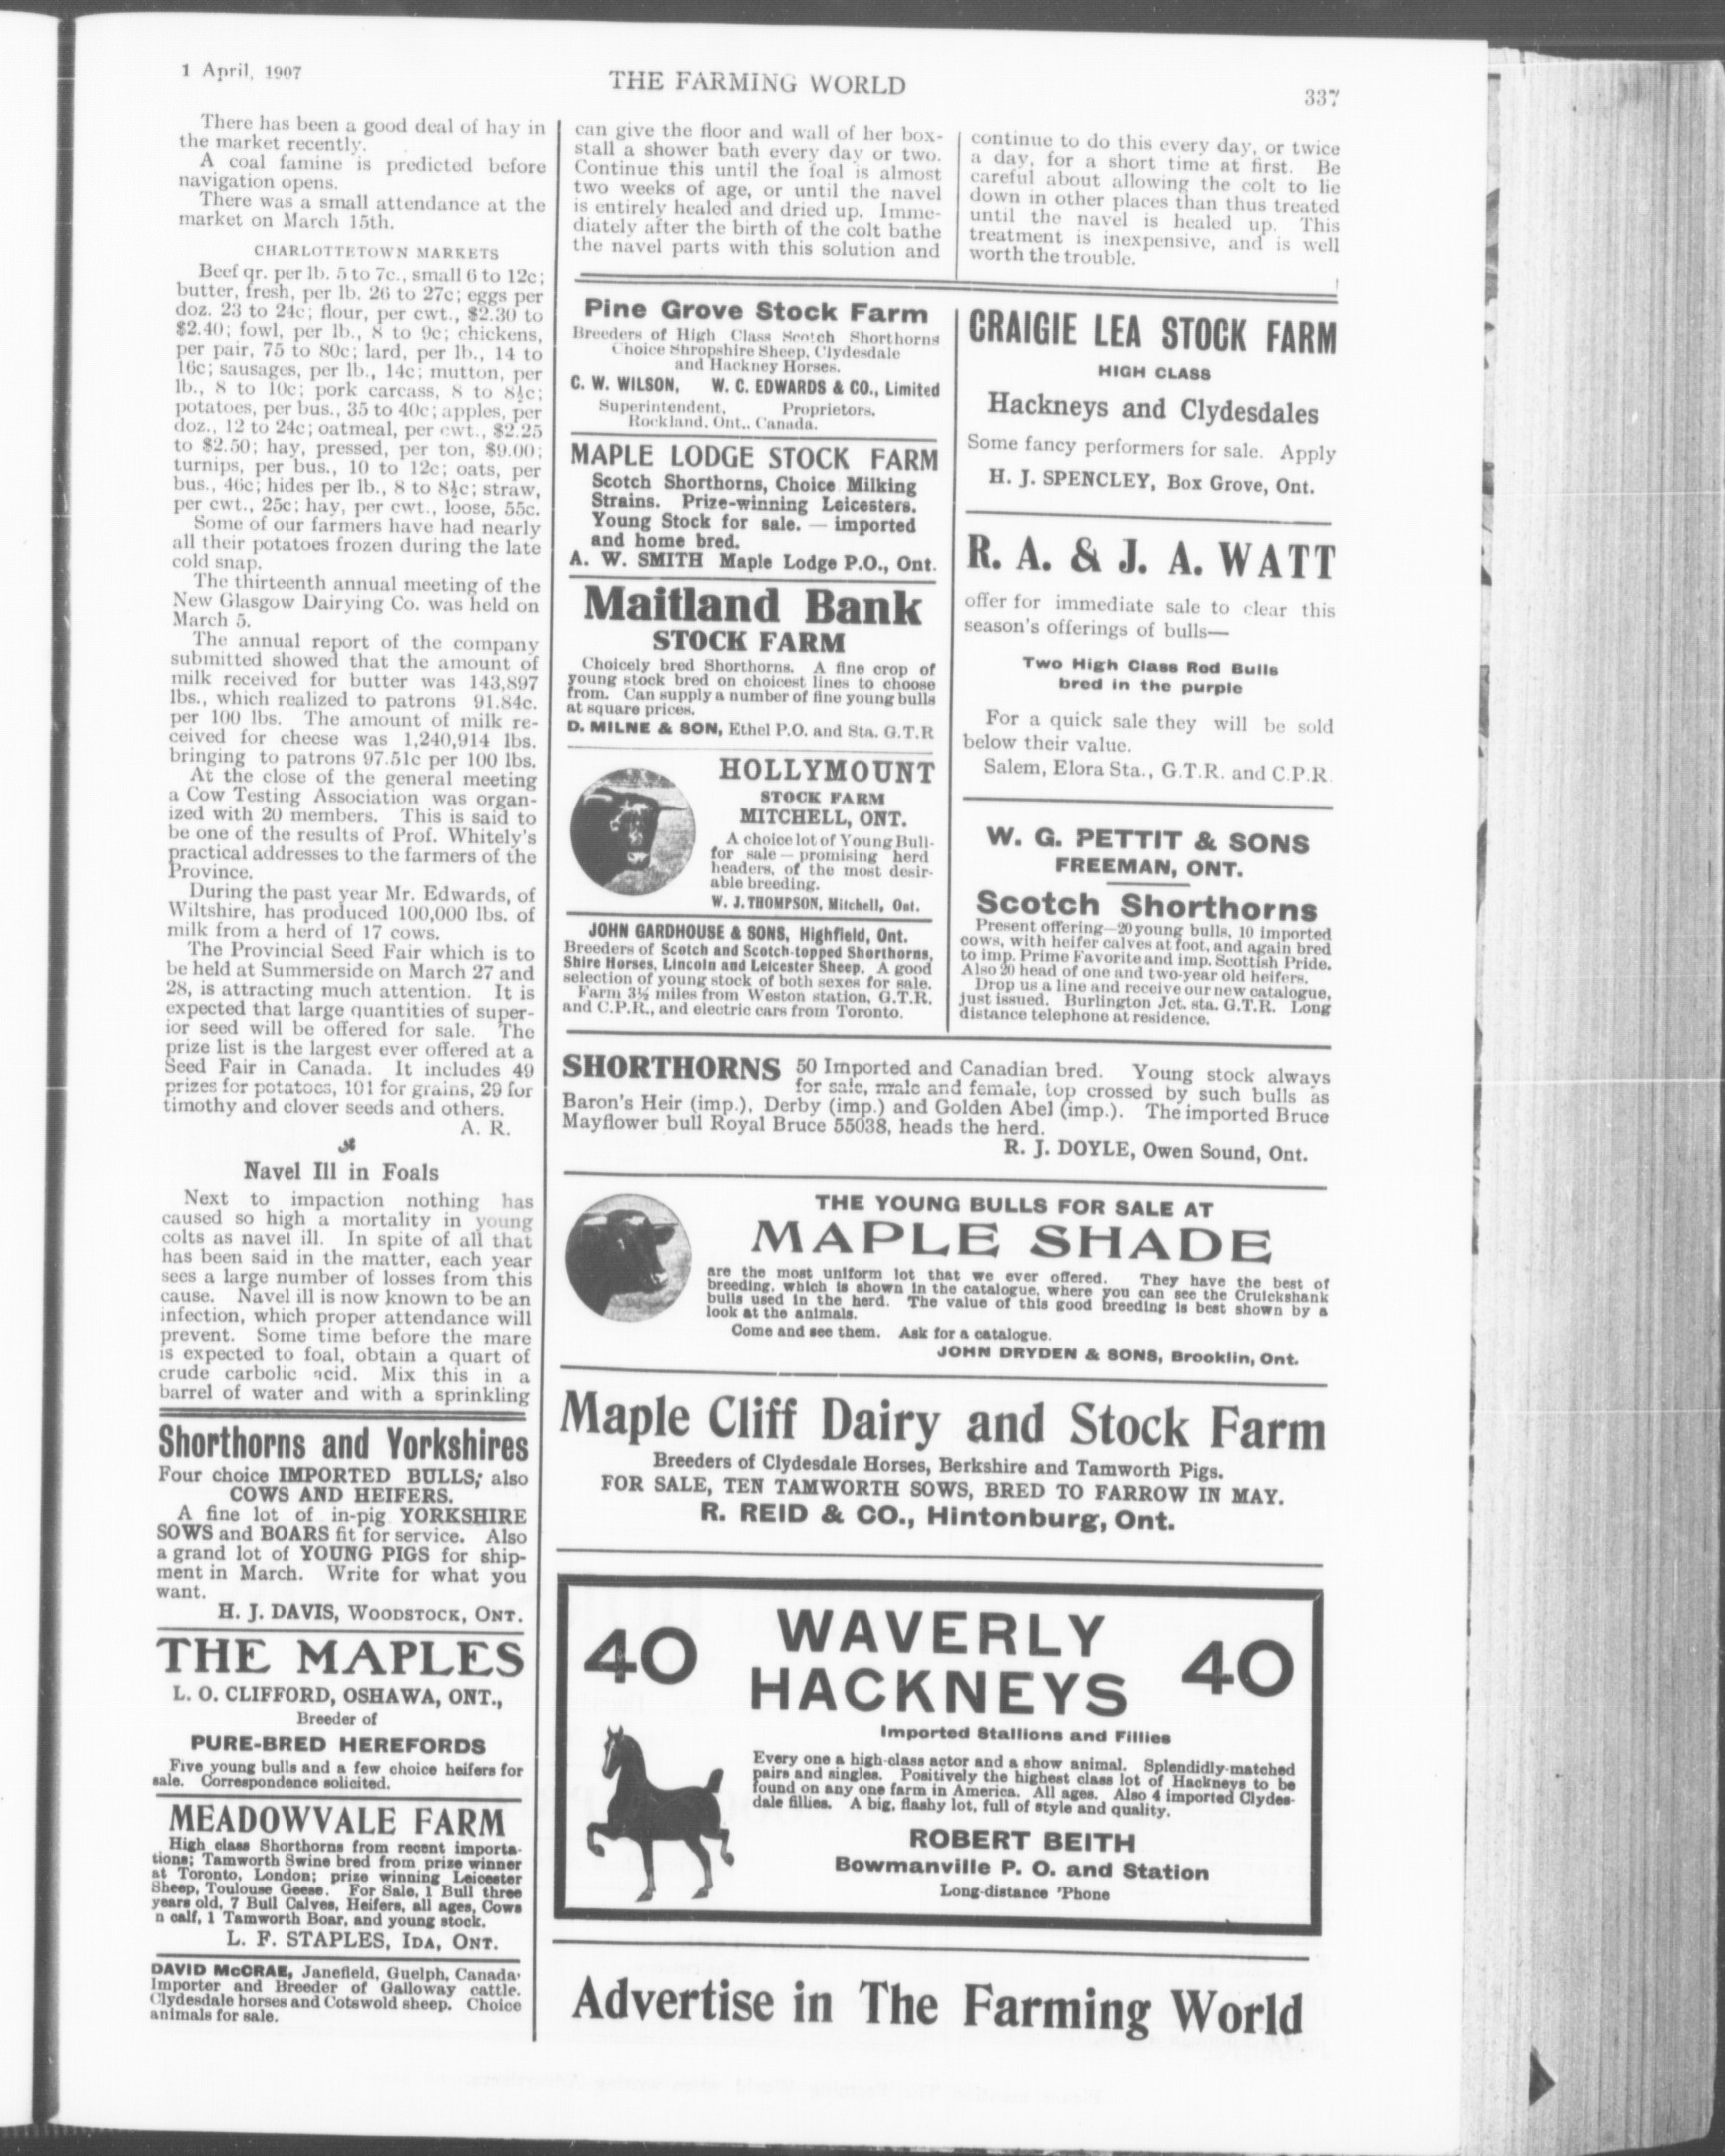 1 April, 1907
THE FARMING WORLD
337
There has been a good deal of hay in
the market recently.
A coal famine is predicted before
navigation opens.
There was a small attendance at the
market on March 15th.
CHARLOTTETOWN MARKETS
Beef qr. per lb. 5 to 7c., small 6 to 12c;
butter, fresh, per lb. 26 to 27c; eggs per
doz. 23 to 24c; flour, per cwt., $2.30 to
$2.40; fowl, per lb., 8 to 9c; chickens,
per pair, 75 to 80c; lard, per lb., 14 to
16c; sausages, per lb., 14c; mutton, per
lb., 8 to 10c; pork carcass, 8 to 8½c;
potatoes, per bus., 35 to 40c; apples, per
doz., 12 to 24c; oatmeal, per cwt., $2.25
to $2.50; hay, pressed, per ton, $9.00;
turnips, per bus., 10 to 12c; oats, per
bus., 46c; hides per lb., 8 to 8½c; straw,
per cwt., 25c; hay, per cwt., loose, 55c.
Some of our farmers have had nearly
all their potatoes frozen during the late
cold snap.
The thirteenth annual meeting of the
New Glasgow Dairying Co. was held on
March 5.
The annual report of the company
submitted showed that the amount of
milk received for butter was 143,897
lbs., which realized to patrons 91.84c.
per 100 lbs. The amount of milk re-
ceived for cheese was 1,240,914 lbs.
bringing to patrons 97.51c per 100 lbs.
At the close of the general meeting
a Cow Testing Association was organ-
ized with 20 members. This is said to
be one of the results of Prof. Whitely's
practical addresses to the farmers of the
Province.
During the past year Mr. Edwards, of
Wiltshire, has produced 100,000 lbs. of
milk from a herd of 17 cows.
The Provincial Seed Fair which is to
be held at Summerside on March 27 and
28, is attracting much attention. It is
expected that large quantities of super-
ior seed will be offered for sale. The
prize list is the largest ever offered at a
Seed Fair in Canada. It includes 49
prizes for potatoes, 101 for grains, 29 for
timothy and clover seeds and others.
A. R.
Navel Ill in Foals
Next to impaction nothing has
caused so high a mortality in young
colts as navel ill. In spite of all that
has been said in the matter, each year
sees a large number of losses from this
cause. Navel ill is now known to be an
infection, which proper attendance will
prevent. Some time before the mare
is expected to foal, obtain a quart of
crude carbolic acid. Mix this in a
barrel of water and with a sprinkling
can give the floor and wall of her box-
stall a shower bath every day or two.
Continue this until the foal is almost
two weeks of age, or until the navel
is entirely healed and dried up. Imme-
diately after the birth of the colt bathe
the navel parts with this solution and
continue to do this every day, or twice
a day, for a short time at first. Be
careful about allowing the colt to lie
down in other places than thus treated
until the navel is healed up. This
treatment is inexpensive, and is well
worth the trouble.
Shorthorns and Yorkshires
Four choice IMPORTED BULLS; also
COWS AND HEIFERS.
A fine lot of in-pig YORKSHIRE
SOWS and BOARS fit for service. Also
a grand lot of YOUNG PIGS for ship-
ment in March. Write for what you
want.
H. J. DAVIS, WOODSTOCK, ONT.
THE MAPLES
L. O. CLIFFORD, OSHAWA, ONT.,
Breeder of
PURE-BRED HEREFORDS
Five young bulls and a few choice heifers for
sale. Correspondence solicited.
MEADOWVALE FARM
High class Shorthorns from recent importa-
tions; Tamworth Swine bred from prize winner
at Toronto, London; prize winning Leicester
Sheep, Toulouse Geese. For Sale, 1 Bull three
years old, 7 Bull Calves, Heifers, all ages, Cows
n calf, 1 Tamworth Boar, and young stock.
L. F. STAPLES, IDA, ONT.
DAVID McCRAE, Janefield, Guelph, Canada.
Importer and Breeder of Galloway cattle.
Clydesdale horses and Cotswold sheep. Choice
animals for sale.
Pine Grove Stock Farm
Breeders of High Class Scotch Shorthorns
Choice Shropshire Sheep, Clydesdale
and Hackney Horses.
C. W. WILSON, W. C. EDWARDS & CO., Limited
Superintendent, Proprietors,
Rockland, Ont., Canada.
MAPLE LODGE STOCK FARM
Scotch Shorthorns, Choice Milking
Strains. Prize-winning Leicesters.
Young Stock for sale. — imported
and home bred.
A. W. SMITH Maple Lodge P.O., Ont.
Maitland Bank
STOCK FARM
Choicely bred Shorthorns. A fine crop of
young stock bred on choicest lines to choose
from. Can supply a number of fine young bulls
at square prices.
D. MILNE & SON, Ethel P.O. and Sta. G.T.R
HOLLYMOUNT
STOCK FARM
MITCHELL, ONT.
A choice lot of Young Bull-
for sale — promising herd
headers, of the most desir-
able breeding.
W. J. THOMPSON, Mitchell, Ont.
JOHN GARDHOUSE & SONS, Highfield, Ont.
Breeders of Scotch and Scotch-topped Shorthorns,
Shire Horses, Lincoln and Leicester Sheep. A good
selection of young stock of both sexes for sale.
Farm 3½ miles from Weston station, G.T.R.
and C.P.R., and electric cars from Toronto.
CRAIGIE LEA STOCK FARM
HIGH CLASS
Hackneys and Clydesdales
Some fancy performers for sale. Apply
H. J. SPENCLEY, Box Grove, Ont.
R. A. & J. A. WATT
offer for immediate sale to clear this
season's offerings of bulls—
Two High Class Rod Bulls
bred in the purple
For a quick sale they will be sold
below their value.
Salem, Elora Sta., G.T.R. and C.P.R.
W. G. PETTIT & SONS
FREEMAN, ONT.
Scotch Shorthorns
Present offering—20 young bulls, 10 imported
cows, with heifer calves at foot, and again bred
to imp. Prime Favorite and imp. Scottish Pride.
Also 20 head of one and two-year old heifers.
Drop us a line and receive our new catalogue,
just issued. Burlington Jct. sta. G.T.R. Long
distance telephone at residence.
SHORTHORNS 50 Imported and Canadian bred. Young stock always
for sale, male and female, top crossed by such bulls as
Baron's Heir (imp.), Derby (imp.) and Golden Abel (imp.). The imported Bruce
Mayflower bull Royal Bruce 55038, heads the herd.
R. J. DOYLE, Owen Sound, Ont.
THE YOUNG BULLS FOR SALE AT
MAPLE SHADE
are the most uniform lot that we ever offered. They have the best of
breeding, which is shown in the catalogue, where you can see the Cruickshank
bulls used in the herd. The value of this good breeding is best shown by a
look at the animals.
Come and see them. Ask for a catalogue.
JOHN DRYDEN & SONS, Brooklin, Ont.
Maple Cliff Dairy and Stock Farm
Breeders of Clydesdale Horses, Berkshire and Tamworth Pigs.
FOR SALE, TEN TAMWORTH SOWS, BRED TO FARROW IN MAY.
R. REID & CO., Hintonburg, Ont.
40 WAVERLY 40
HACKNEYS
Imported Stallions and Fillies
Every one a high-class actor and a show animal. Splendidly-matched
pairs and singles. Positively the highest class lot of Hackneys to be
found on any one farm in America. All ages. Also 4 imported Clydes-
dale fillies. A big, flashy lot, full of style and quality.
ROBERT BEITH
Bowmanville P. O. and Station
Long-distance 'Phone
Advertise in The Farming World